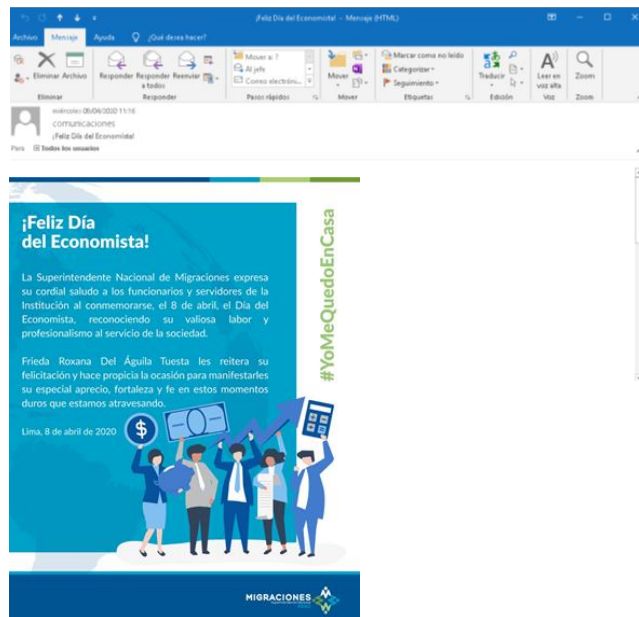 ¡Feliz Día del Economista! - Mensaje (HTML)
Archivo Mensaje Ayuda ¿Qué desea hacer?
Eliminar Archivo
Responder Responder a todos Reenviar
Mover a: ?
Al jefe
Correo electróni...
Mover
Marcar como no leído
Categorizar
Seguimiento
Traducir
Leer en voz alta
Zoom
Eliminar Responder Pasos rápidos Mover Etiquetas Edición Voz Zoom
miércoles 08/04/2020 11:16
comunicaciones
¡Feliz Día del Economista!
Para Todos los usuarios
¡Feliz Día
del Economista!
La Superintendente Nacional de Migraciones expresa
su cordial saludo a los funcionarios y servidores de la
Institución al conmemorarse, el 8 de abril, el Día del
Economista, reconociendo su valiosa labor y
profesionalismo al servicio de la sociedad.
Frieda Roxana Del Águila Tuesta les reitera su
felicitación y hace propicia la ocasión para manifestarles
su especial aprecio, fortaleza y fe en estos momentos
duros que estamos atravesando.
Lima, 8 de abril de 2020
$
#YoMeQuedoEnCasa
MIGRACIONES